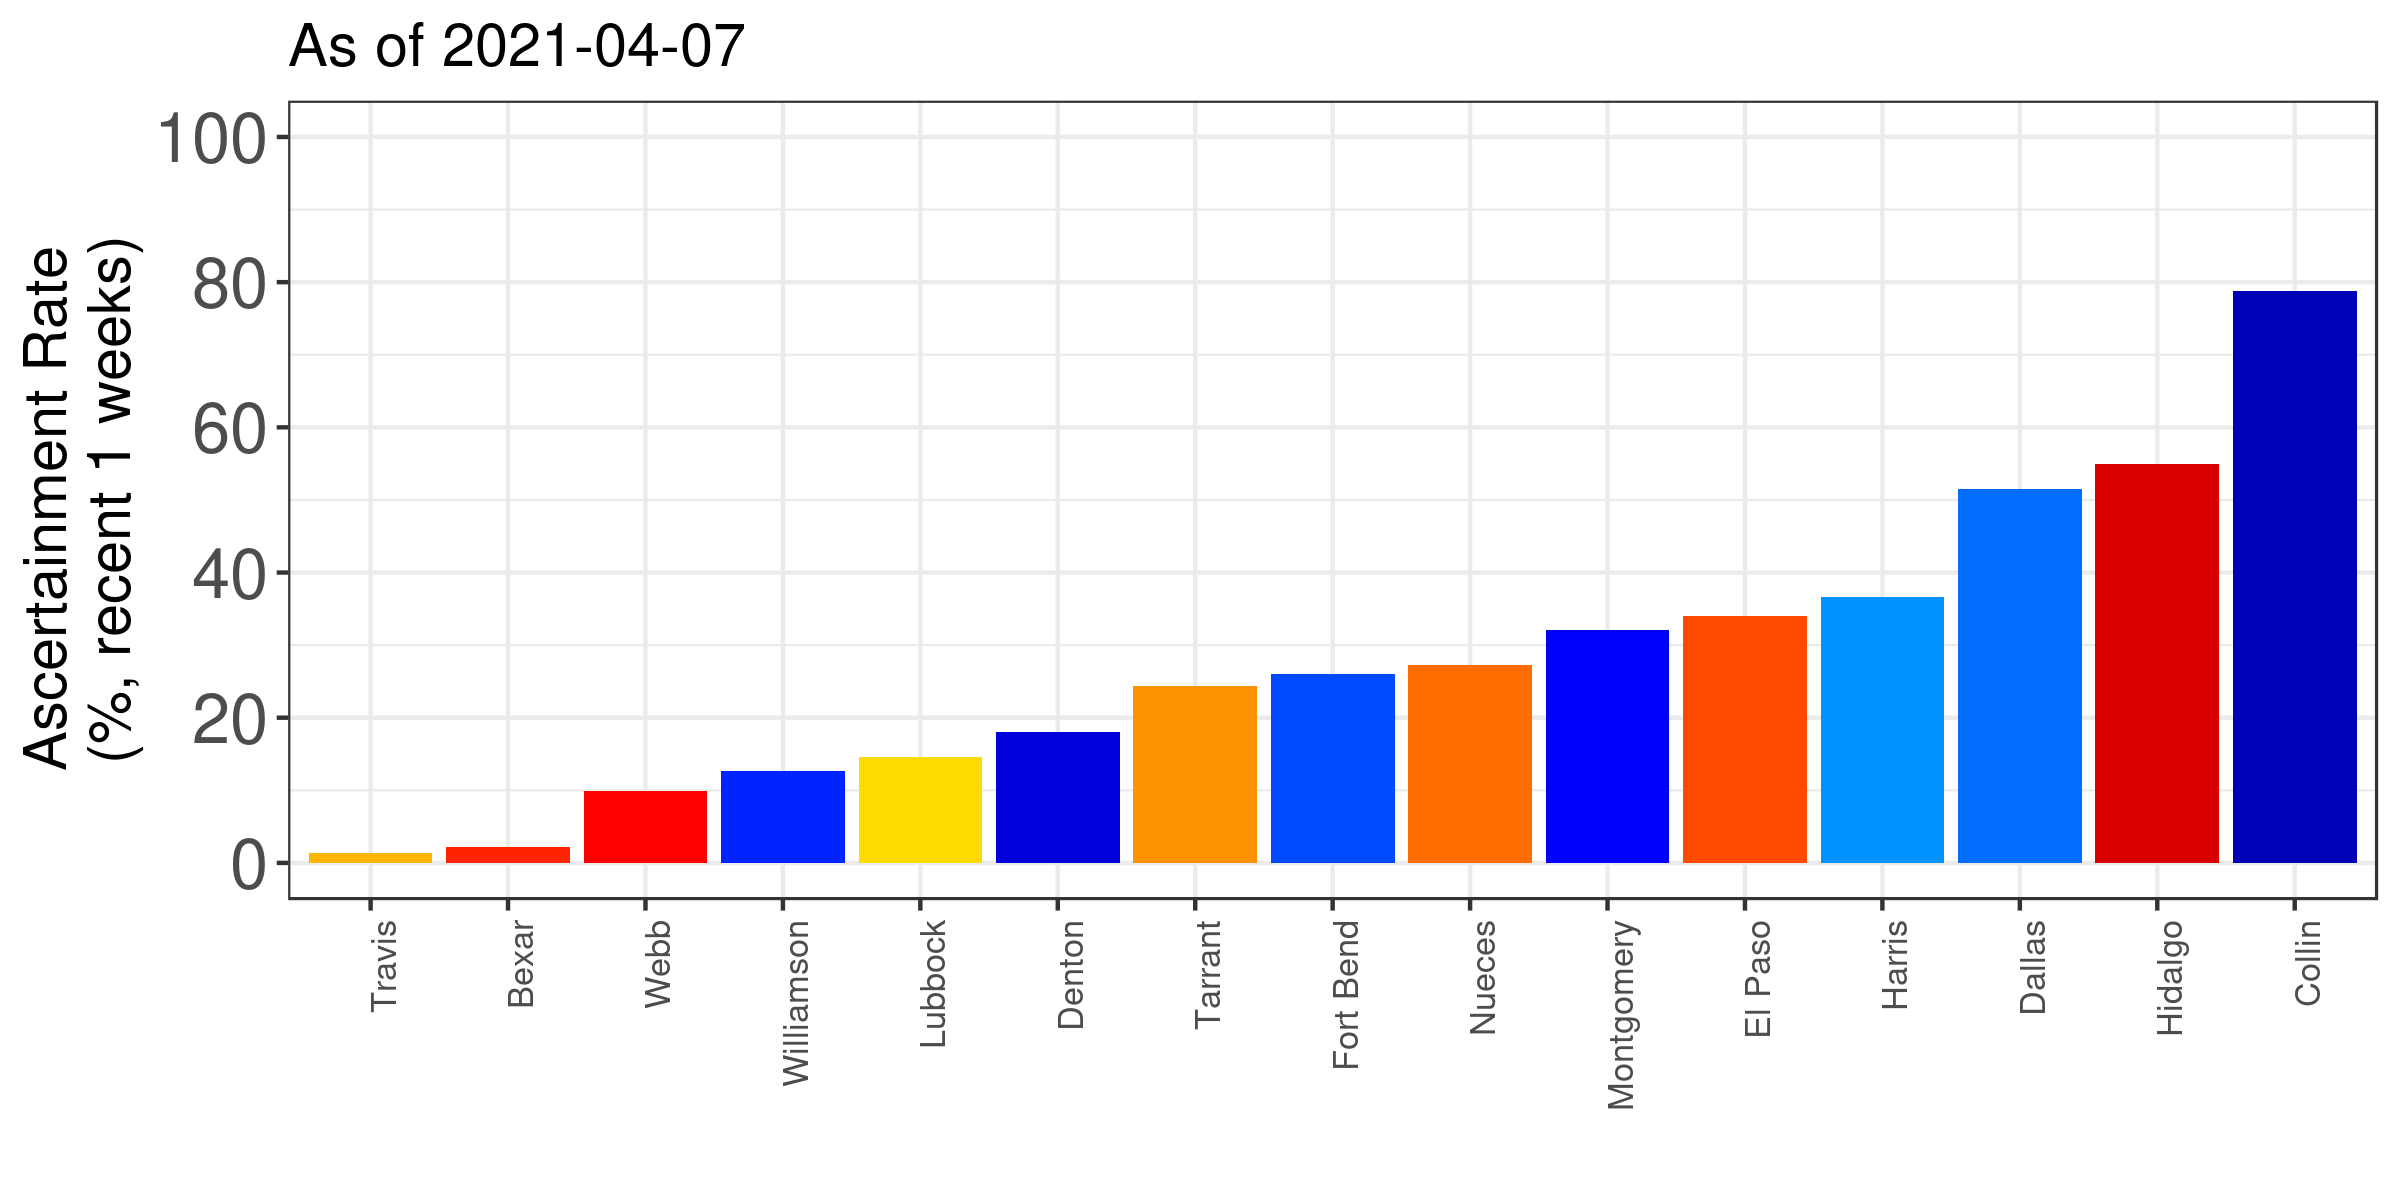 As of 2021-04-07
Ascertainment Rate
(%, recent 1 weeks)
100
80
60
40
20
0
Travis
Bexar
Webb
Williamson
Lubbock
Denton
Tarrant
Fort Bend
Nueces
Montgomery
El Paso
Harris
Dallas
Hidalgo
Collin